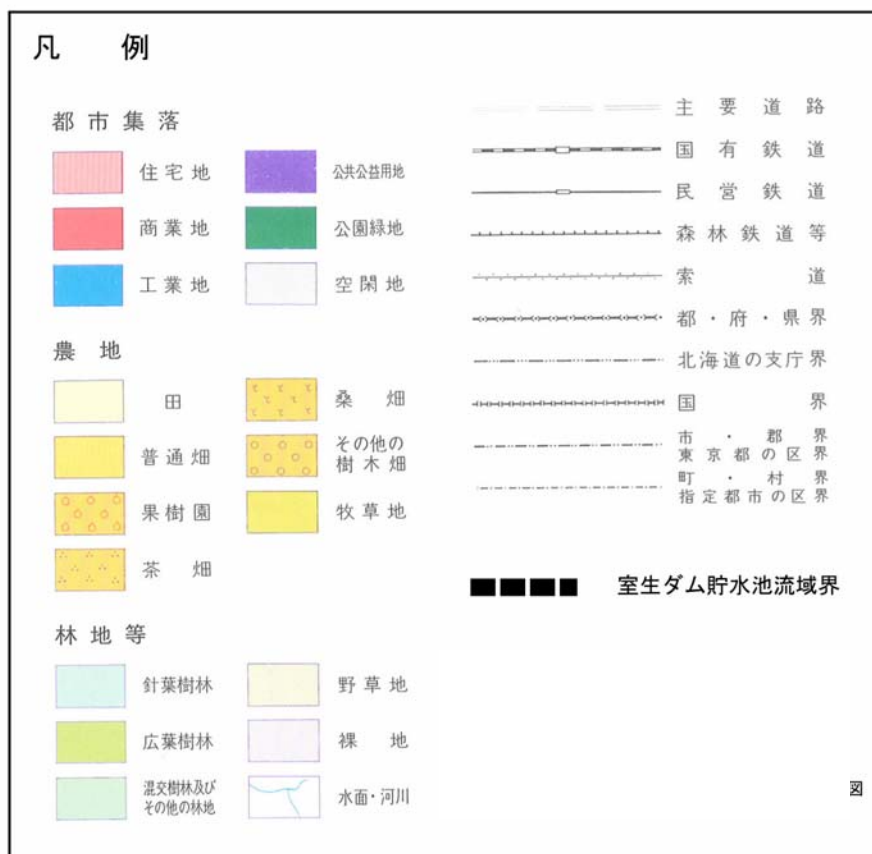 凡 例
都市集落
住宅地
公共公益用地
商業地
公園緑地
工業地
空閑地
農地
田
桑畑
普通畑
その他の
樹木畑
果樹園
牧草地
茶畑
林地等
針葉樹林
野草地
広葉樹林
裸地
混交樹林及び
その他の林地
水面・河川
主要道路
国有鉄道
民営鉄道
森林鉄道等
索道
都・府・県界
北海道の支庁界
国界
市・郡界
東京都の区界
町・村界
指定都市の区界
室生ダム貯水池流域界
図